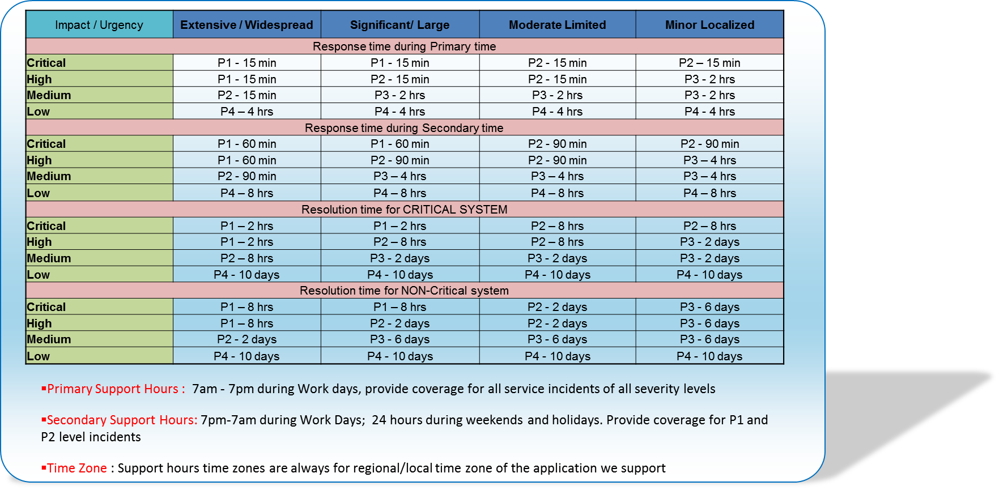 Impact / Urgency Extensive / Widespread Significant/ Large Moderate Limited Minor Localized
Response time during Primary time
Critical P1 - 15 min P1 - 15 min P2 - 15 min P2 – 15 min
High P1 - 15 min P2 - 15 min P2 - 15 min P3 - 2 hrs
Medium P2 - 15 min P3 - 2 hrs P3 - 2 hrs P3 - 2 hrs
Low P4 – 4 hrs P4 - 4 hrs P4 - 4 hrs P4 - 4 hrs
Response time during Secondary time
Critical P1 - 60 min P1 - 60 min P2 - 90 min P2 - 90 min
High P1 - 60 min P2 - 90 min P2 - 90 min P3 – 4 hrs
Medium P2 - 90 min P3 – 4 hrs P3 – 4 hrs P3 – 4 hrs
Low P4 – 8 hrs P4 – 8 hrs P4 – 8 hrs P4 – 8 hrs
Resolution time for CRITICAL SYSTEM
Critical P1 – 2 hrs P1 – 2 hrs P2 – 8 hrs P2 – 8 hrs
High P1 – 2 hrs P2 – 8 hrs P2 – 8 hrs P3 - 2 days
Medium P2 – 8 hrs P3 - 2 days P3 - 2 days P3 - 2 days
Low P4 - 10 days P4 - 10 days P4 - 10 days P4 - 10 days
Resolution time for NON-Critical system
Critical P1 – 8 hrs P1 – 8 hrs P2 - 2 days P3 - 6 days
High P1 – 8 hrs P2 - 2 days P2 - 2 days P3 - 6 days
Medium P2 - 2 days P3 - 6 days P3 - 6 days P3 - 6 days
Low P4 - 10 days P4 - 10 days P4 - 10 days P4 - 10 days
▪Primary Support Hours : 7am - 7pm during Work days, provide coverage for all service incidents of all severity levels
▪Secondary Support Hours: 7pm-7am during Work Days; 24 hours during weekends and holidays. Provide coverage for P1 and
P2 level incidents
▪Time Zone : Support hours time zones are always for regional/local time zone of the application we support